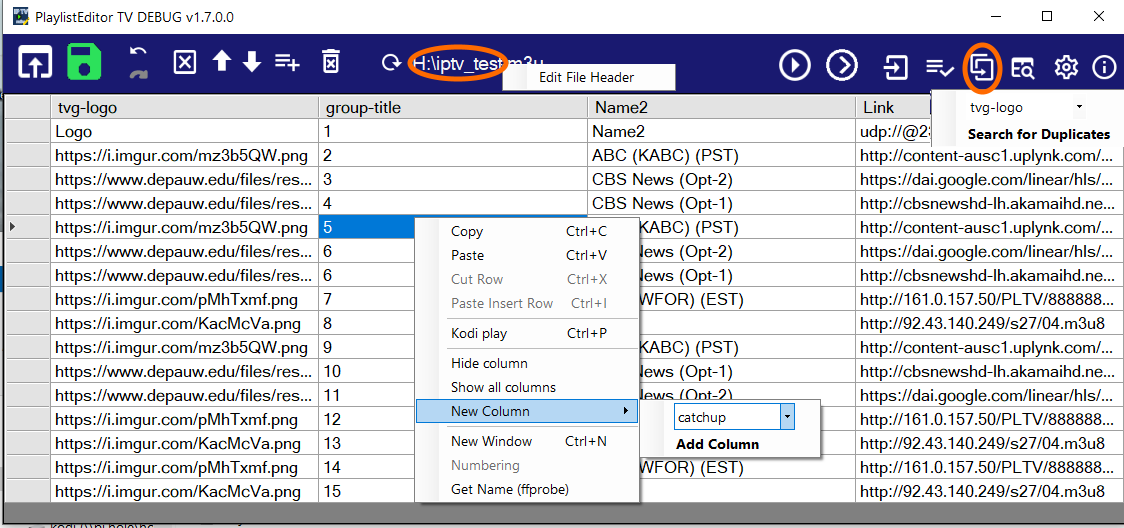 PlaylistEditor TV DEBUG v1.7.0.0
H:\iptv_test.m3u
Edit File Header
tvg-logo
Search for Duplicates
tvg-logo group-title Name2 Link
Logo 1 Name2 udp://@23
https://i.imgur.com/mz3b5QW.png 2 ABC (KABC) (PST) http://content-ausc1.uplynk.com/...
https://www.depauw.edu/files/res... 3 CBS News (Opt-2) https://dai.google.com/linear/hls/...
https://www.depauw.edu/files/res... 4 CBS News (Opt-1) http://cbsnewshd-lh.akamaihd.ne...
https://i.imgur.com/mz3b5QW.png 5 (KABC) (PST) http://content-ausc1.uplynk.com/...
https://www.depauw.edu/files/res... 6 News (Opt-2) https://dai.google.com/linear/hls/...
https://www.depauw.edu/files/res... 6 News (Opt-1) http://cbsnewshd-lh.akamaihd.ne...
https://i.imgur.com/pMhTxmf.png 7 WFOR) (EST) http://161.0.157.50/PLTV/888888...
https://i.imgur.com/KacMcVa.png 8 http://92.43.140.249/s27/04.m3u8
https://i.imgur.com/mz3b5QW.png 9 (KABC) (PST) http://content-ausc1.uplynk.com/...
https://www.depauw.edu/files/res... 10 News (Opt-1) http://cbsnewshd-lh.akamaihd.ne...
https://www.depauw.edu/files/res... 11 News (Opt-2) https://dai.google.com/linear/hls/...
https://i.imgur.com/pMhTxmf.png 12 http://161.0.157.50/PLTV/888888...
https://i.imgur.com/KacMcVa.png 13 http://92.43.140.249/s27/04.m3u8
https://i.imgur.com/pMhTxmf.png 14 WFOR) (EST) http://161.0.157.50/PLTV/888888...
https://i.imgur.com/KacMcVa.png 15 http://92.43.140.249/s27/04.m3u8
Copy Ctrl+C
Paste Ctrl+V
Cut Row Ctrl+X
Paste Insert Row Ctrl+I
Kodi play Ctrl+P
Hide column
Show all columns
New Column
New Window Ctrl+N
Numbering
Get Name (ffprobe)
catchup
Add Column